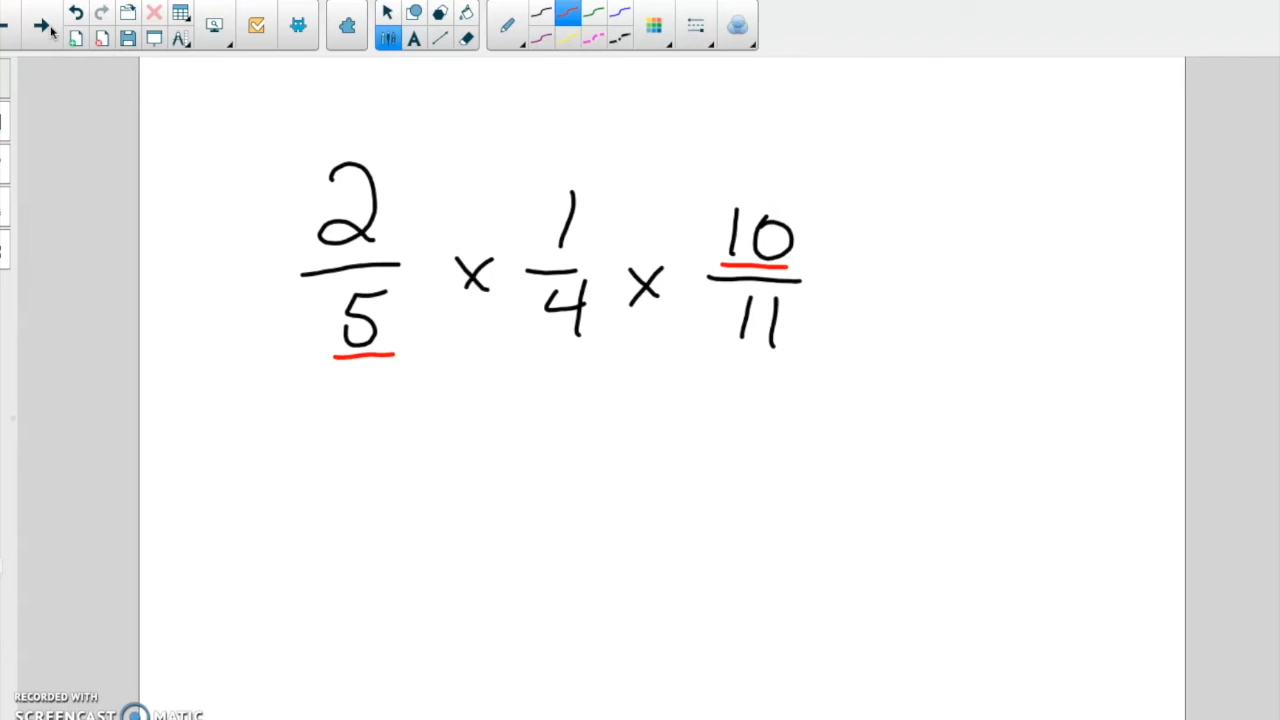 2/5 x 1/4 x 10/11
RECORDED WITH
SCREENCAST MATIC